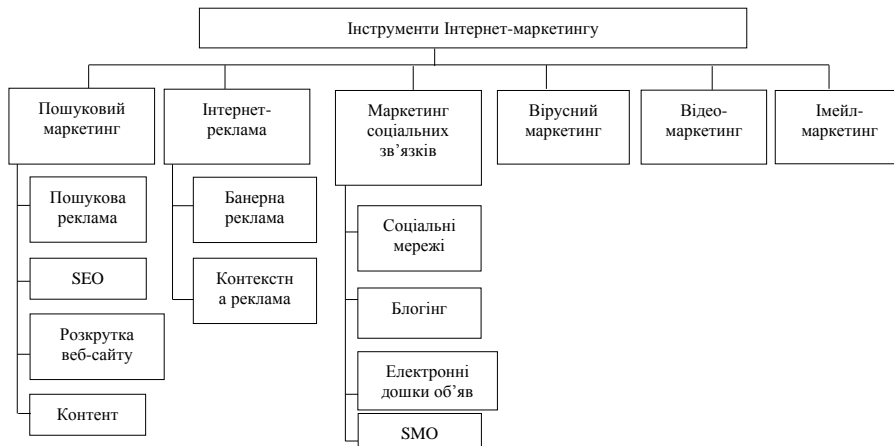 Інструменти Інтернет-маркетингу
Пошуковий
маркетинг
Інтернет-
реклама
Маркетинг
соціальних
зв’язків
Вірусний
маркетинг
Відео-
маркетинг
Імейл-
маркетинг
Пошукова
реклама
SEO
Розкрутка
веб-сайту
Контент
Банерна
реклама
Контекстн
а реклама
Соціальні
мережі
Блогінг
Електронні
дошки об’яв
SMO